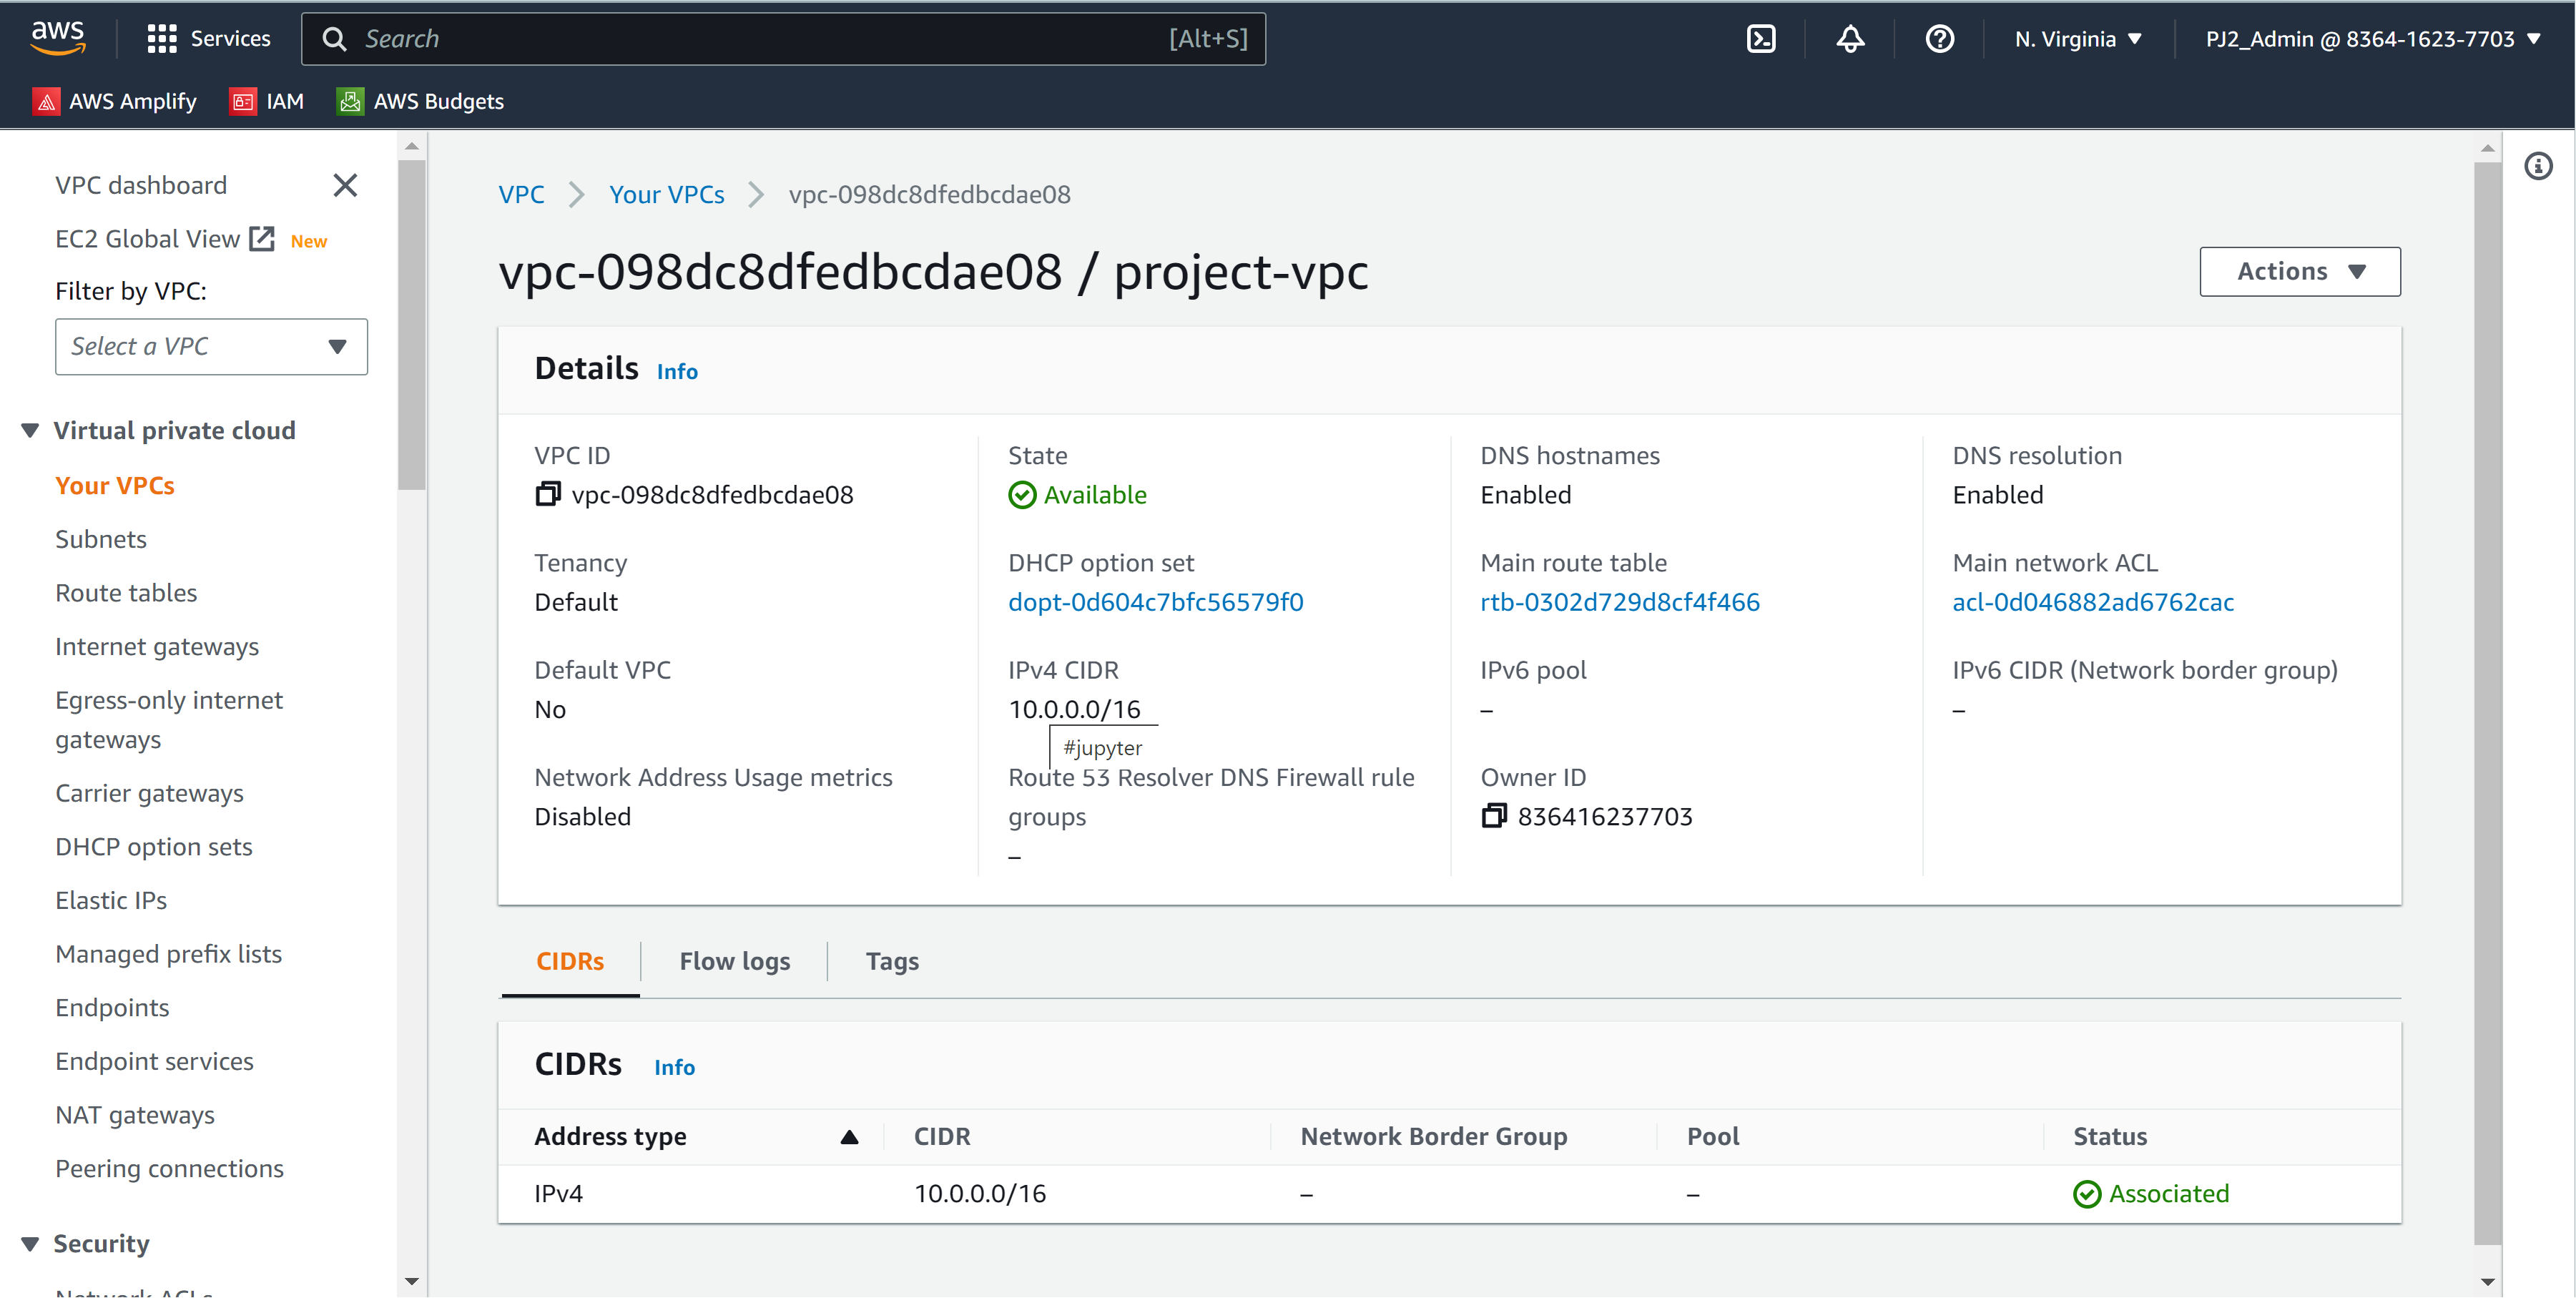 aws
Services
Search [Alt+S]
N. Virginia
PJ2_Admin @ 8364-1623-7703
AWS Amplify
IAM
AWS Budgets
VPC dashboard
EC2 Global View New
Filter by VPC:
Select a VPC
Virtual private cloud
Your VPCs
Subnets
Route tables
Internet gateways
Egress-only internet
gateways
Carrier gateways
DHCP option sets
Elastic IPs
Managed prefix lists
Endpoints
Endpoint services
NAT gateways
Peering connections
Security
Network ACLs
VPC > Your VPCs > vpc-098dc8dfedbcdae08
vpc-098dc8dfedbcdae08 / project-vpc
Actions
Details Info
VPC ID
vpc-098dc8dfedbcdae08
State
Available
DNS hostnames
Enabled
DNS resolution
Enabled
Tenancy
Default
DHCP option set
dopt-0d604c7bfc56579f0
Main route table
rtb-0302d729d8cf4f466
Main network ACL
acl-0d046882ad6762cac
Default VPC
No
IPv4 CIDR
10.0.0.0/16
#jupyter
IPv6 pool
–
IPv6 CIDR (Network border group)
–
Network Address Usage metrics
Disabled
Route 53 Resolver DNS Firewall rule
groups
–
Owner ID
836416237703
CIDRs
Flow logs
Tags
CIDRs Info
Address type CIDR Network Border Group Pool Status
IPv4 10.0.0.0/16 – – Associated